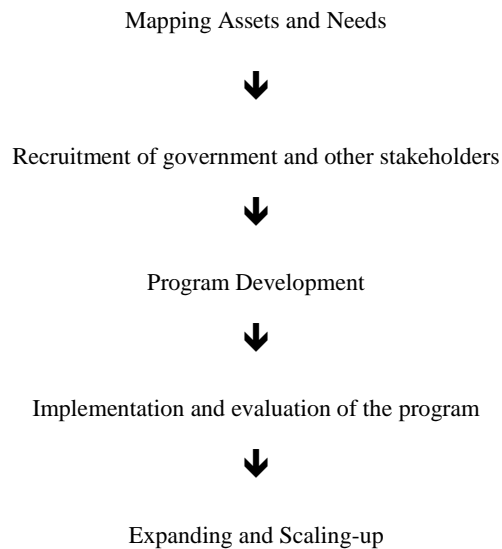 Mapping Assets and Needs
Recruitment of government and other stakeholders
Program Development
Implementation and evaluation of the program
Expanding and Scaling-up